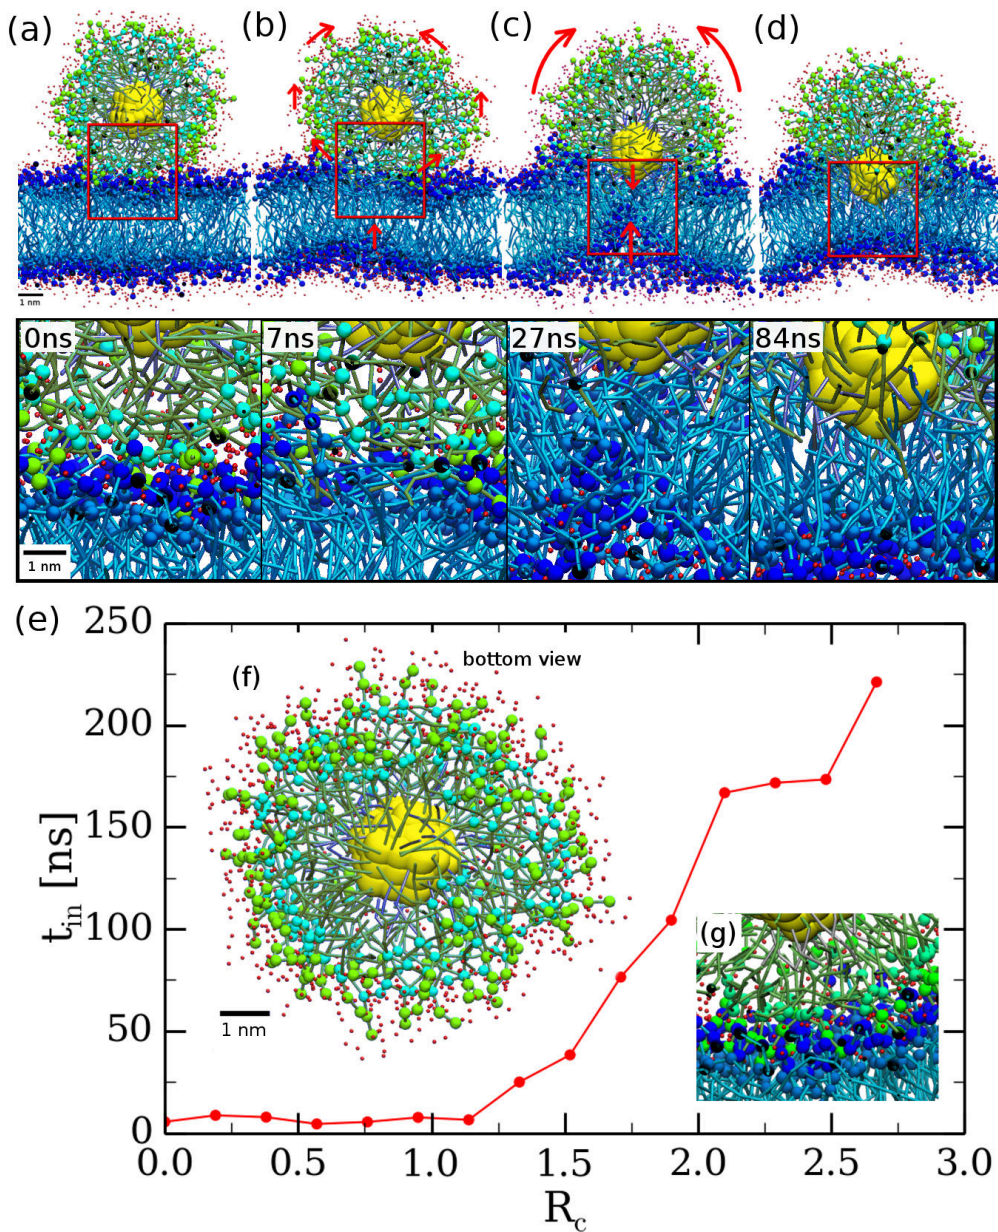 (a)
(b)
(c)
(d)
1 nm
0ns
7ns
27ns
84ns
1 nm
(e)
250
200
150
100
50
0
t_in [ns]
(f)
bottom view
1 nm
(g)
0.0
0.5
1.0
1.5
2.0
2.5
3.0
R_c